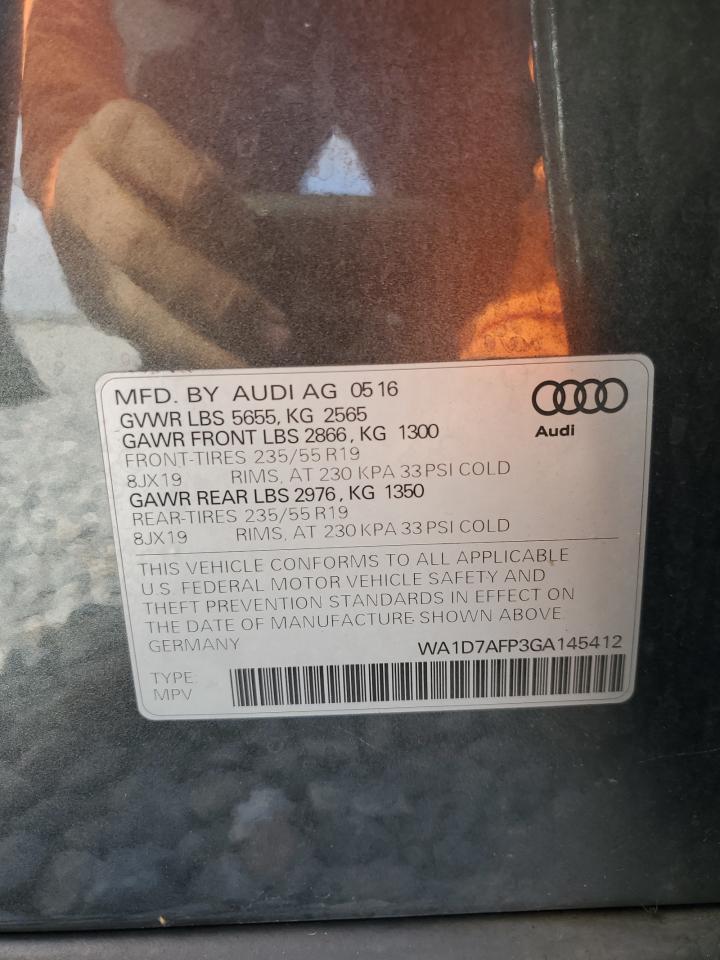 MFD. BY AUDI AG 05 16
GVWR LBS 5655, KG 2565
GAWR FRONT LBS 2866, KG 1300
FRONT-TIRES 235/55 R19
8JX19 RIMS, AT 230 KPA 33 PSI COLD
GAWR REAR LBS 2976, KG 1350
REAR-TIRES 235/55 R19
8JX19 RIMS, AT 230 KPA 33 PSI COLD
Audi
THIS VEHICLE CONFORMS TO ALL APPLICABLE
U.S. FEDERAL MOTOR VEHICLE SAFETY AND
THEFT PREVENTION STANDARDS IN EFFECT ON
THE DATE OF MANUFACTURE SHOWN ABOVE.
GERMANY WA1D7AFP3GA145412
TYPE:
MPV